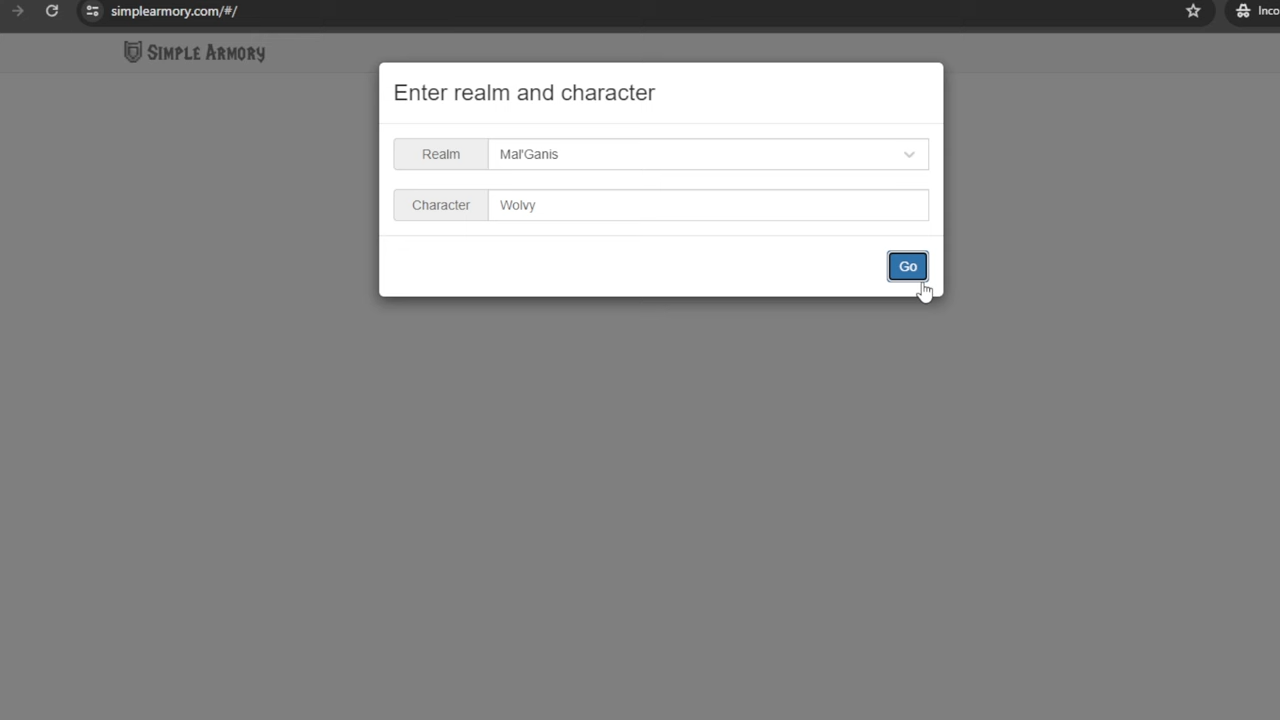 simplearmory.com/#/
Inco
SIMPLE ARMORY
Enter realm and character
Realm Mal'Ganis
Character Wolvy
Go